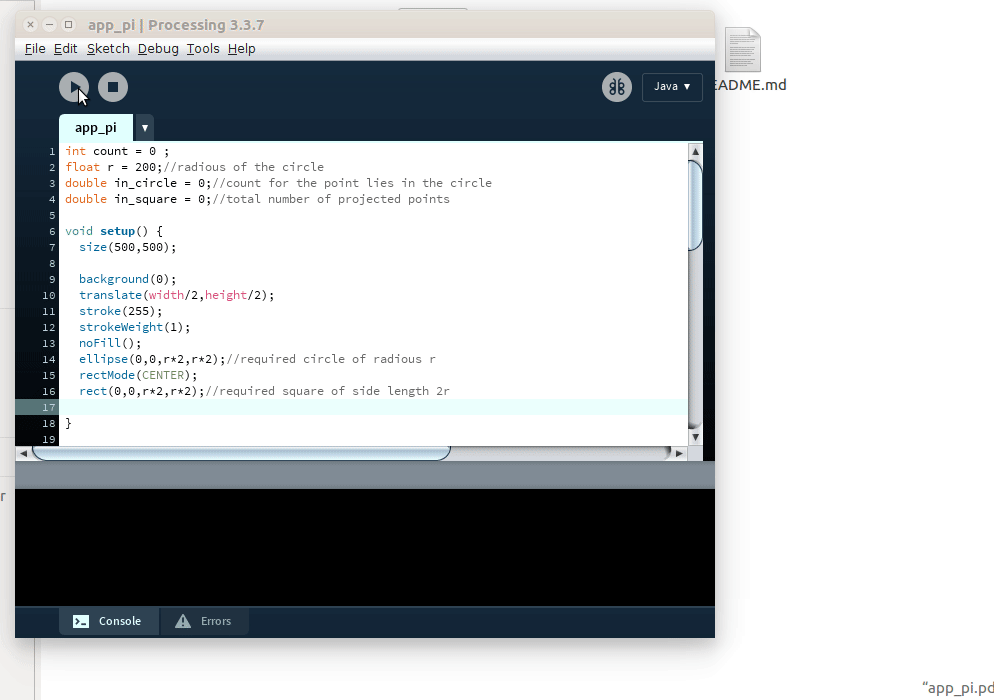 app_pi | Processing 3.3.7
File Edit Sketch Debug Tools Help
Java
README.md
app_pi
1 int count = 0 ;
2 float r = 200;//radious of the circle
3 double in_circle = 0;//count for the point lies in the circle
4 double in_square = 0;//total number of projected points
5
6 void setup() {
7 size(500,500);
8
9 background(0);
10 translate(width/2,height/2);
11 stroke(255);
12 strokeWeight(1);
13 noFill();
14 ellipse(0,0,r*2,r*2);//required circle of radious r
15 rectMode(CENTER);
16 rect(0,0,r*2,r*2);//required square of side length 2r
17
18 }
19
r
Console
Errors
“app_pi.pd